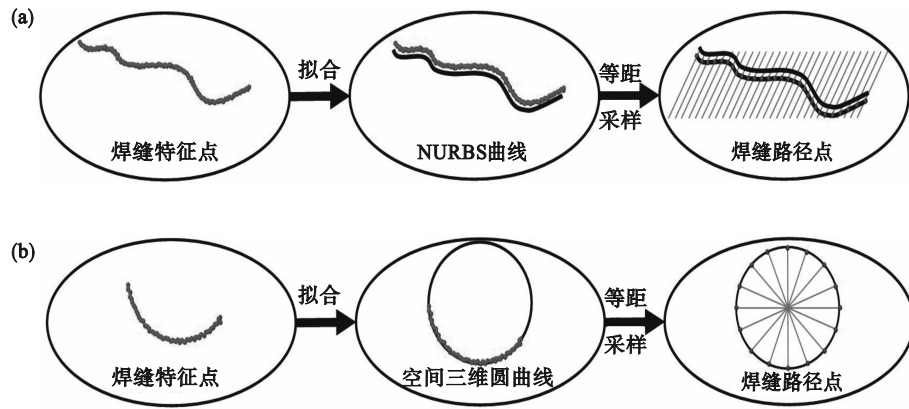 (a)
拟合
等距
采样
焊缝特征点
NURBS曲线
焊缝路径点
(b)
拟合
等距
采样
焊缝特征点
空间三维圆曲线
焊缝路径点